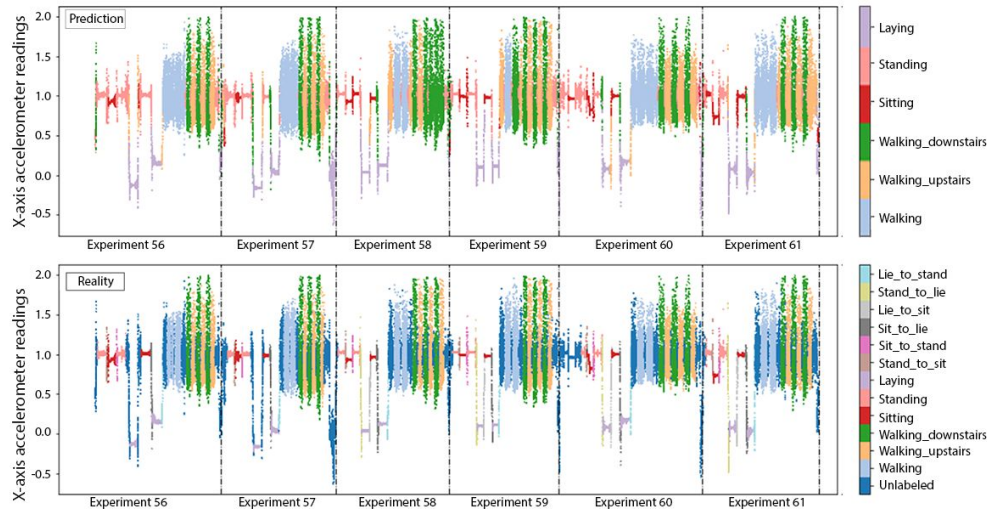 Prediction
X-axis accelerometer readings
2.0
1.5
1.0
0.5
0.0
-0.5
Experiment 56
Experiment 57
Experiment 58
Experiment 59
Experiment 60
Experiment 61
Laying
Standing
Sitting
Walking_downstairs
Walking_upstairs
Walking
Reality
X-axis accelerometer readings
2.0
1.5
1.0
0.5
0.0
-0.5
Experiment 56
Experiment 57
Experiment 58
Experiment 59
Experiment 60
Experiment 61
Lie_to_stand
Stand_to_lie
Lie_to_sit
Sit_to_lie
Sit_to_stand
Stand_to_sit
Laying
Standing
Sitting
Walking_downstairs
Walking_upstairs
Walking
Unlabeled